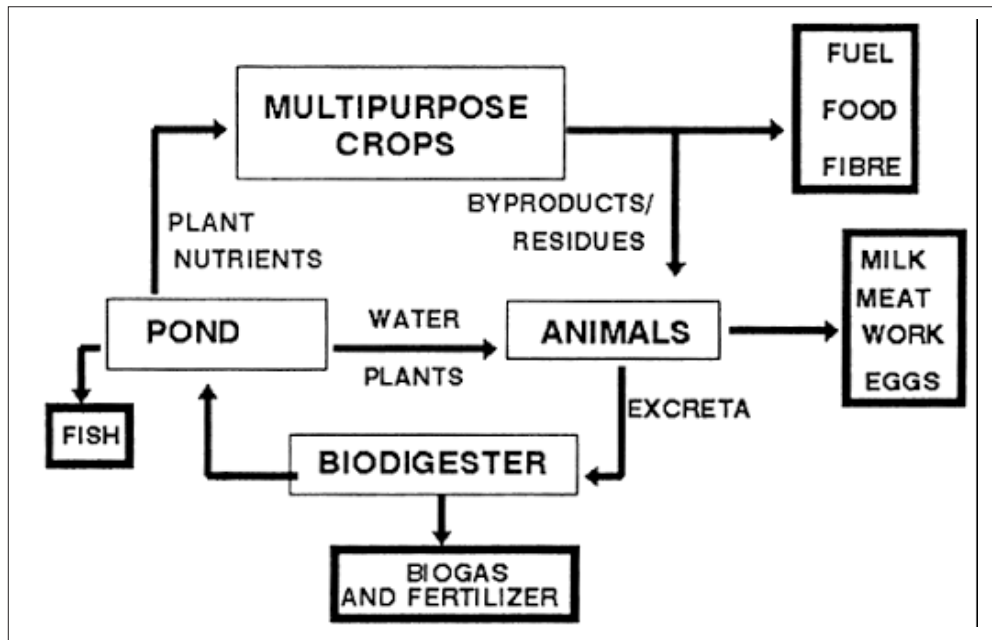 MULTIPURPOSE
CROPS
FUEL
FOOD
FIBRE
PLANT
NUTRIENTS
BYPRODUCTS/
RESIDUES
POND
WATER
PLANTS
ANIMALS
MILK
MEAT
WORK
EGGS
FISH
EXCRETA
BIODIGESTER
BIOGAS
AND FERTILIZER